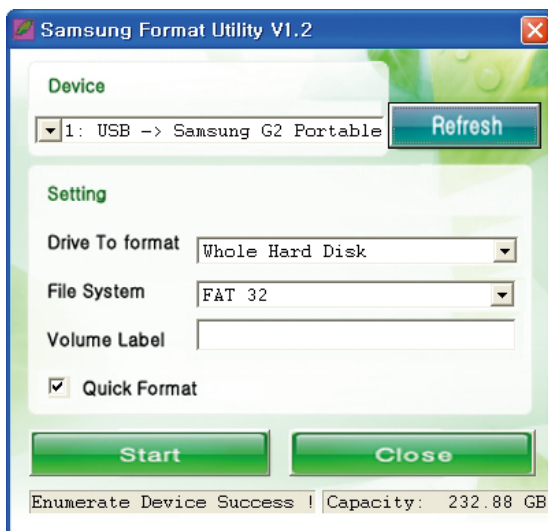 Samsung Format Utility V1.2
Device
1: USB -> Samsung G2 Portable
Refresh
Setting
Drive To format
Whole Hard Disk
File System
FAT 32
Volume Label
Quick Format
Start
Close
Enumerate Device Success !
Capacity: 232.88 GB